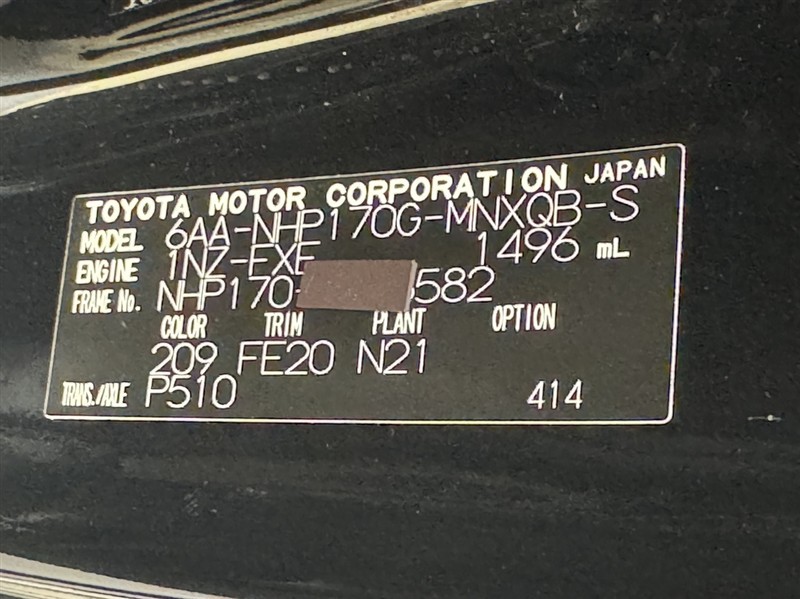 TOYOTA MOTOR CORPORATION JAPAN
MODEL 6AA-NHP170G-MNXQB-S
ENGINE 1NZ-EXE 1496 mL
FRAME No. NHP170- 582
COLOR TRIM PLANT OPTION
209 FE20 N21
TRANS./AXLE P510 414